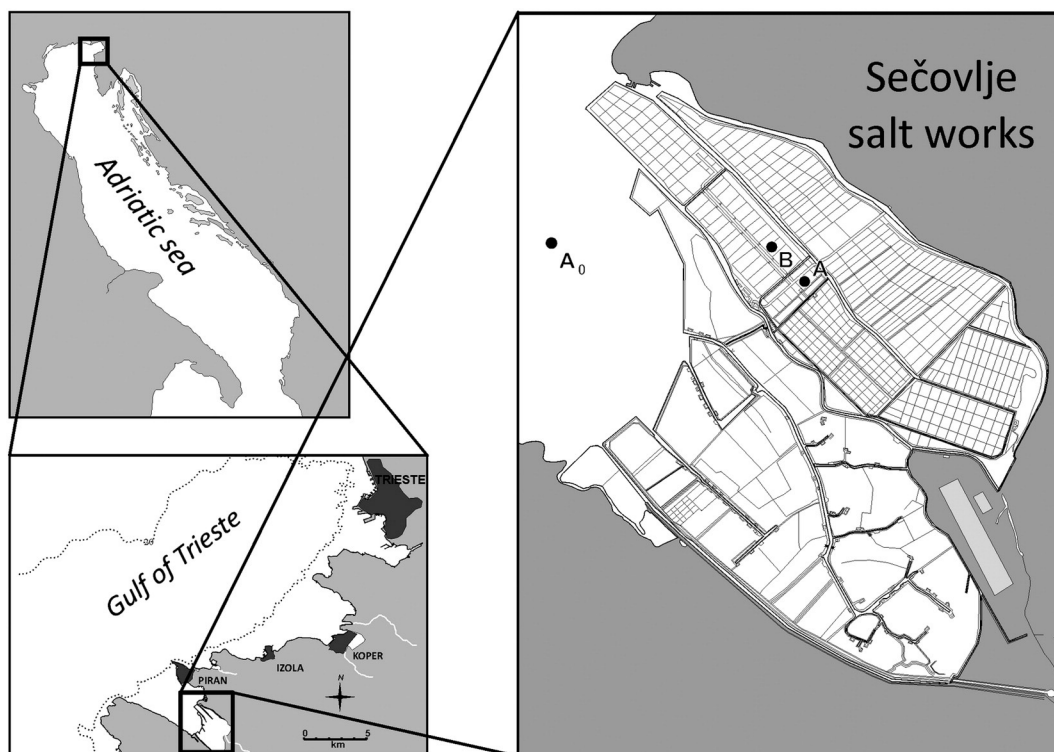 Adriatic sea
Sečovlje
salt works
A₀
B
A
TRIESTE
Gulf of Trieste
KOPER
IZOLA
PIRAN
N
0 5
km